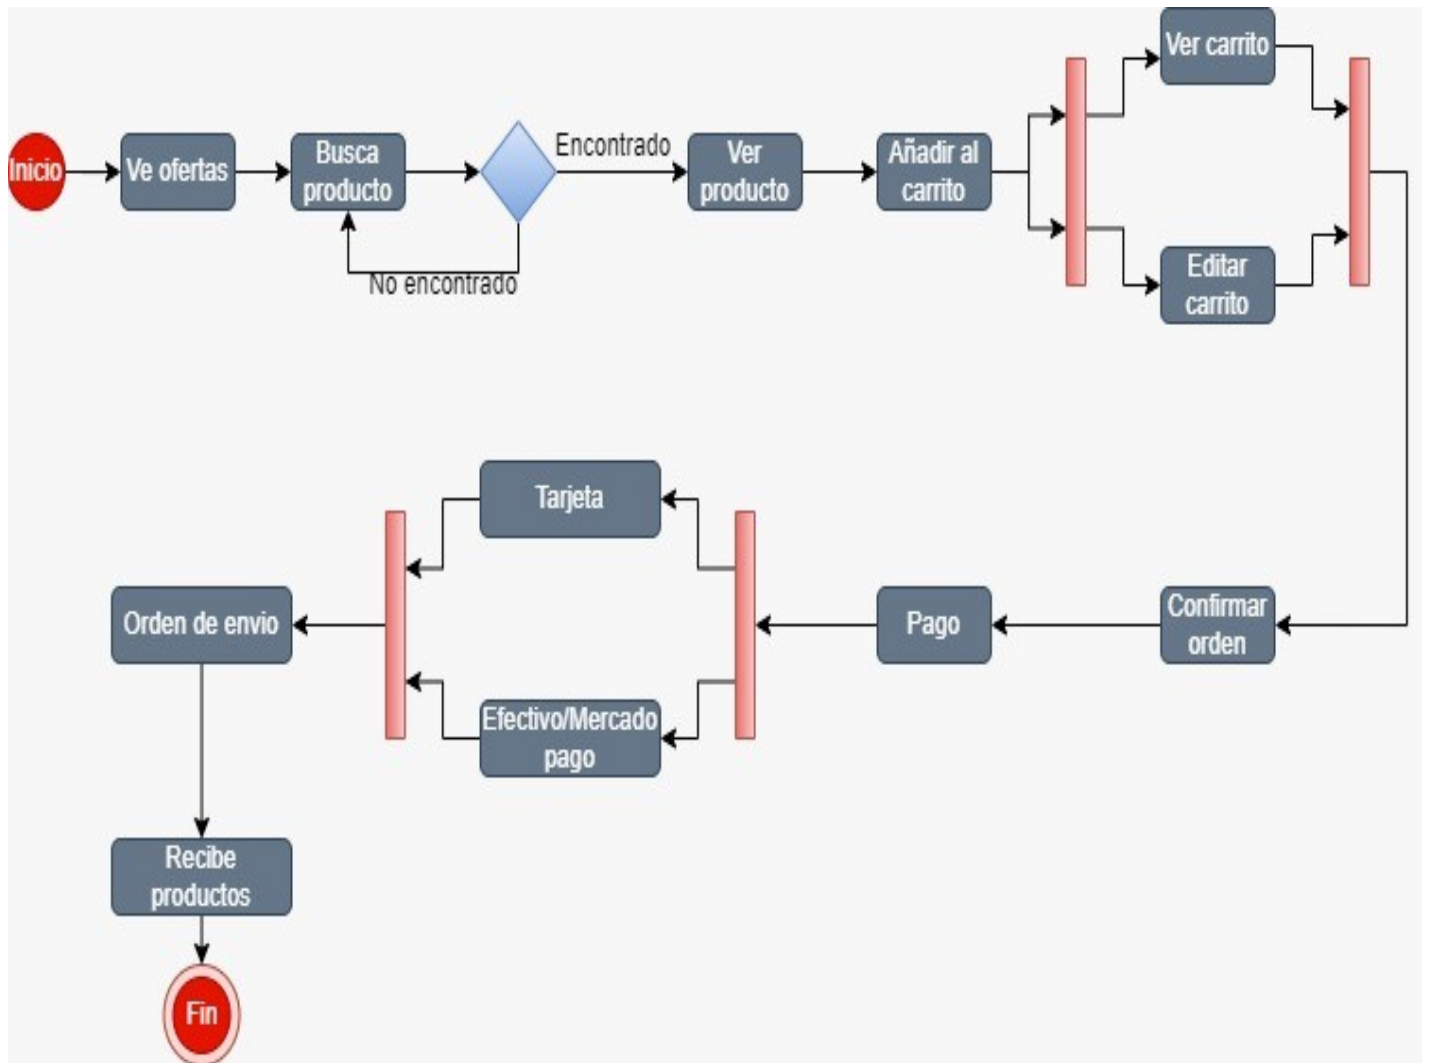 Inicio
Ve ofertas
Busca
producto
Encontrado
No encontrado
Ver
producto
Añadir al
carrito
Ver carrito
Editar
carrito
Confirmar
orden
Pago
Tarjeta
Efectivo/Mercado
pago
Orden de envio
Recibe
productos
Fin